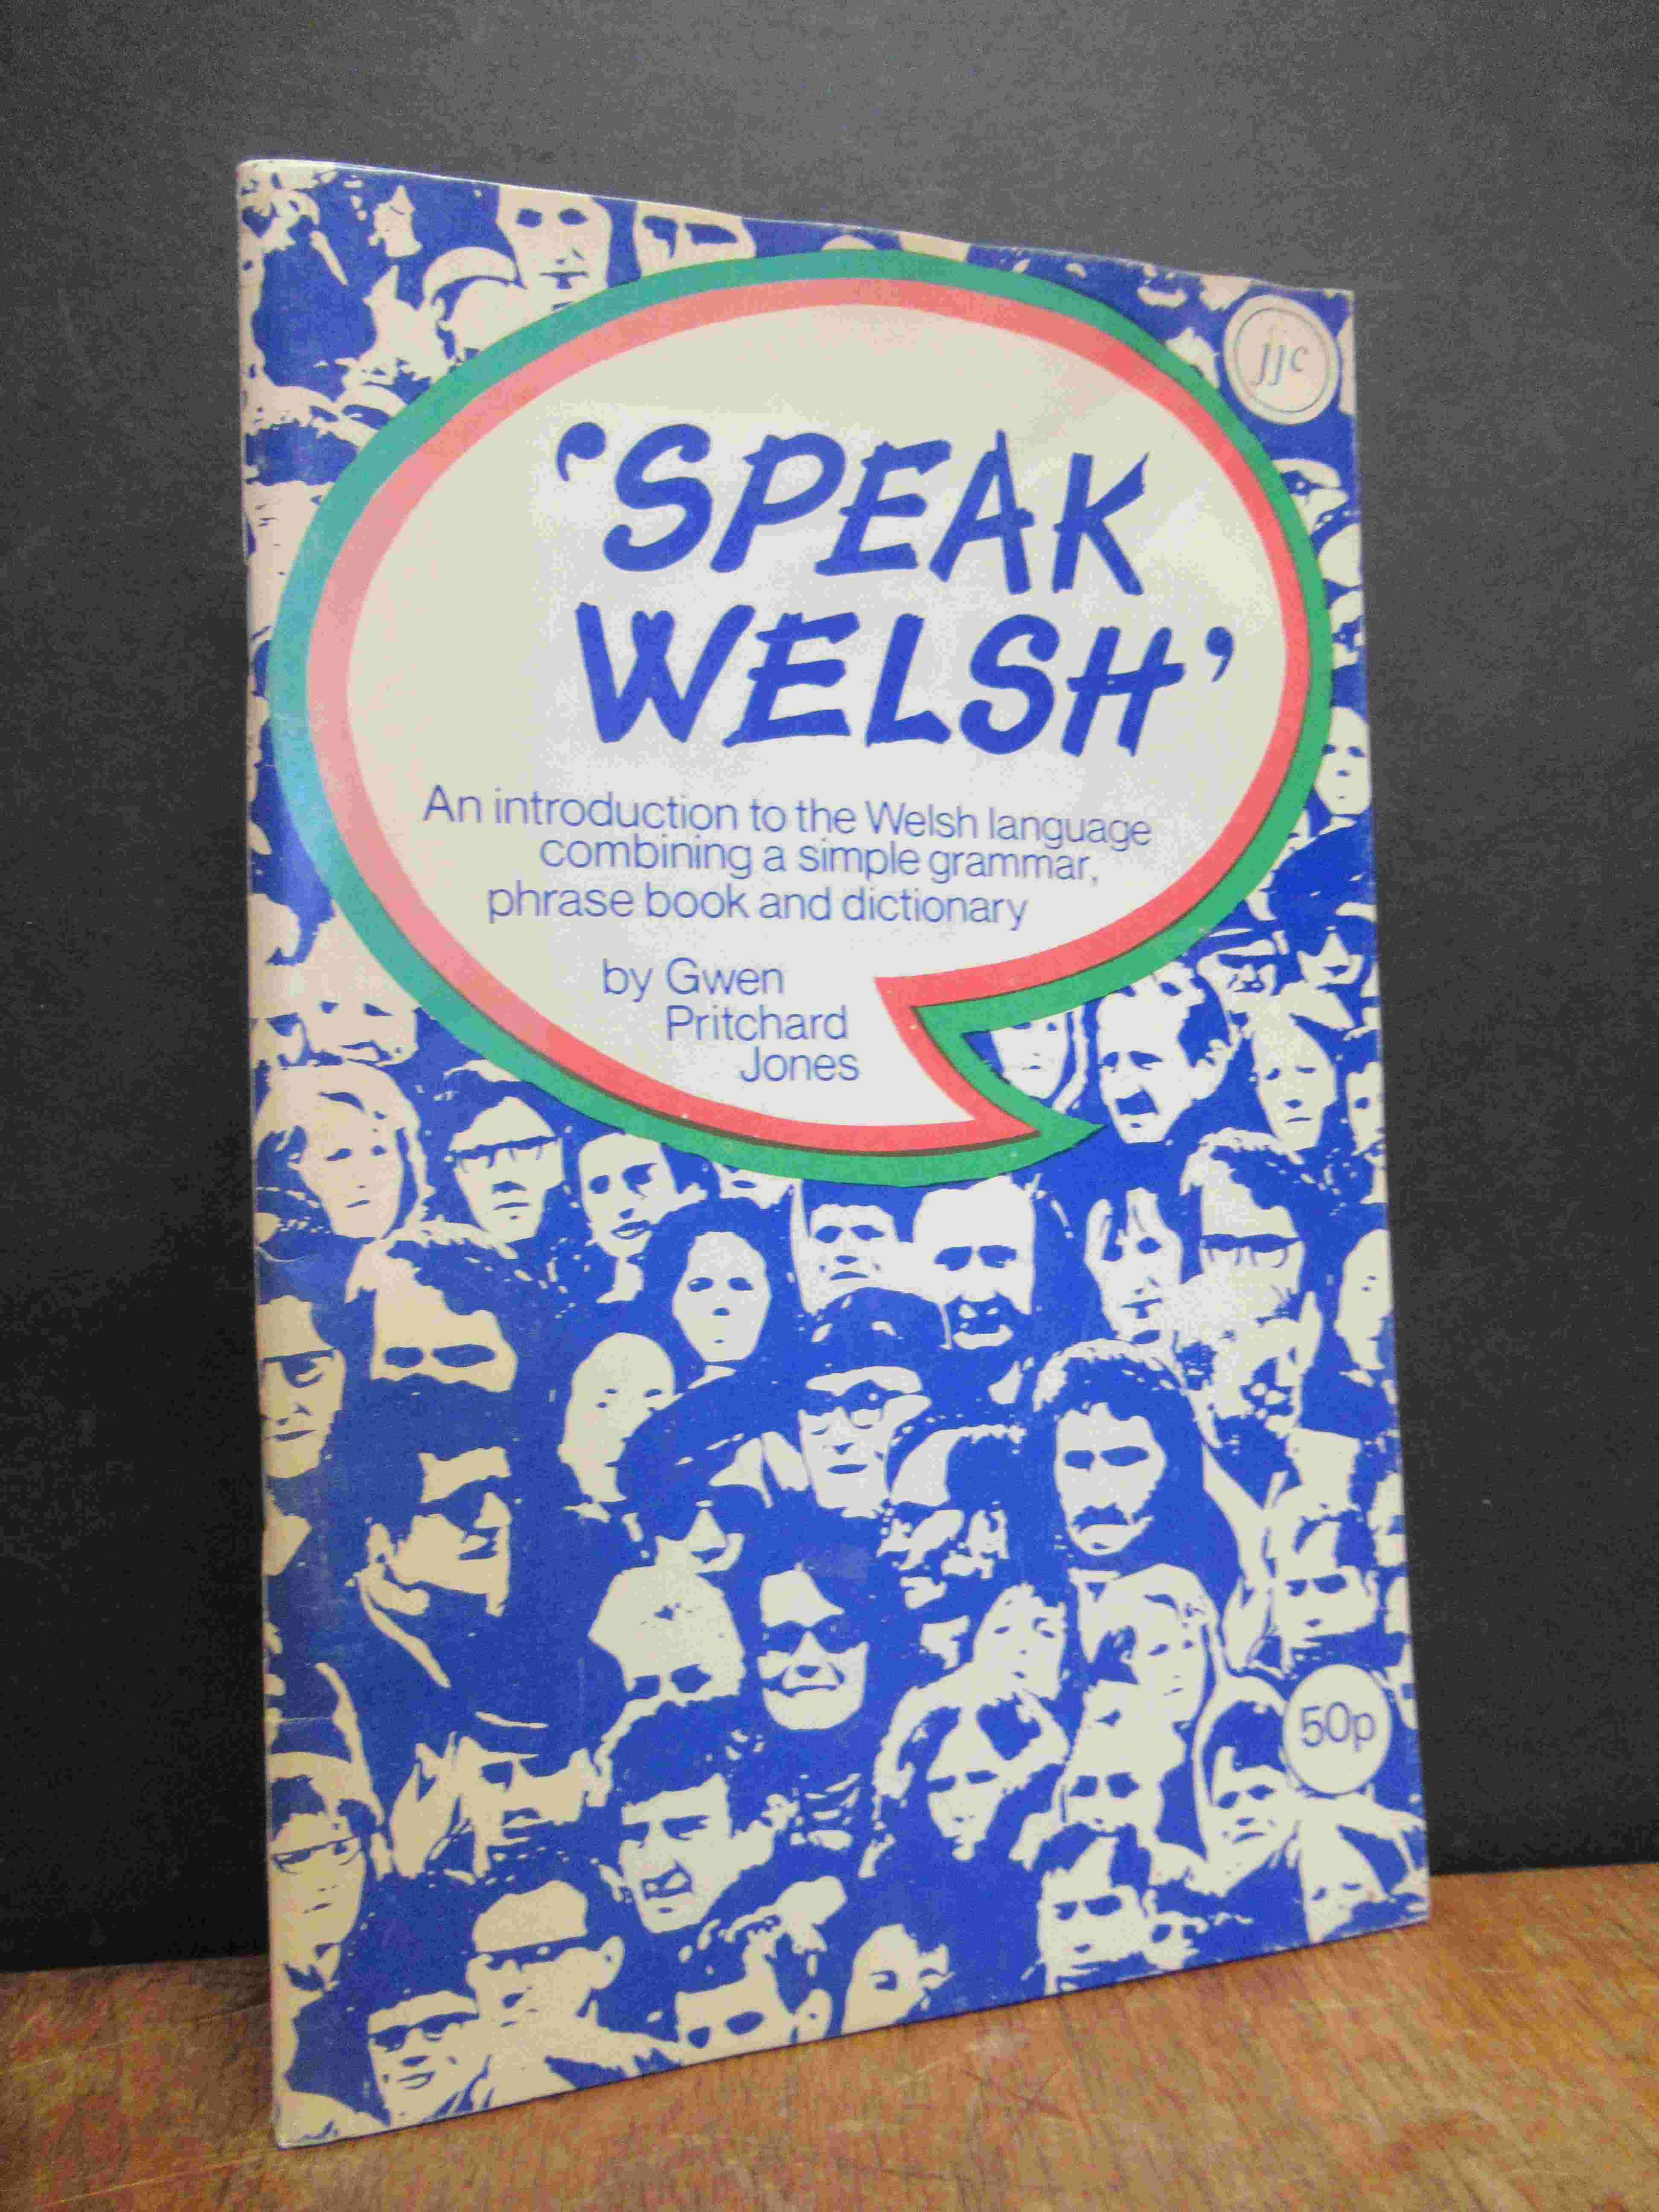 jjc
‘SPEAK
WELSH’
An introduction to the Welsh language
combining a simple grammar,
phrase book and dictionary
by Gwen
Pritchard
Jones
50p